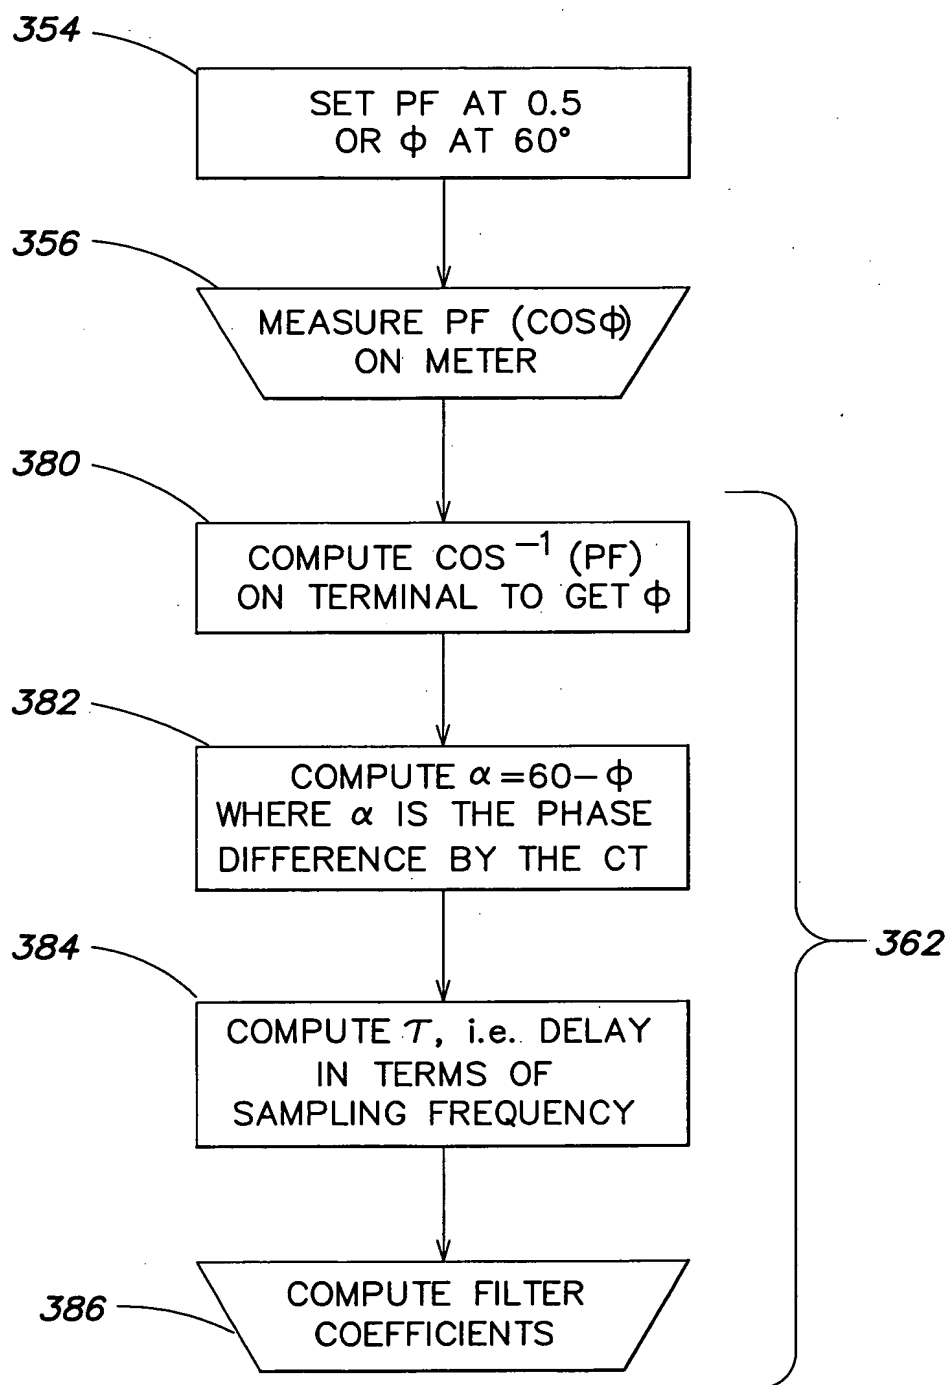 354
SET PF AT 0.5
OR ϕ AT 60°
356
MEASURE PF (COSϕ)
ON METER
380
COMPUTE COS⁻¹ (PF)
ON TERMINAL TO GET ϕ
382
COMPUTE α=60-ϕ
WHERE α IS THE PHASE
DIFFERENCE BY THE CT
362
384
COMPUTE 𝜏, i.e. DELAY
IN TERMS OF
SAMPLING FREQUENCY
386
COMPUTE FILTER
COEFFICIENTS